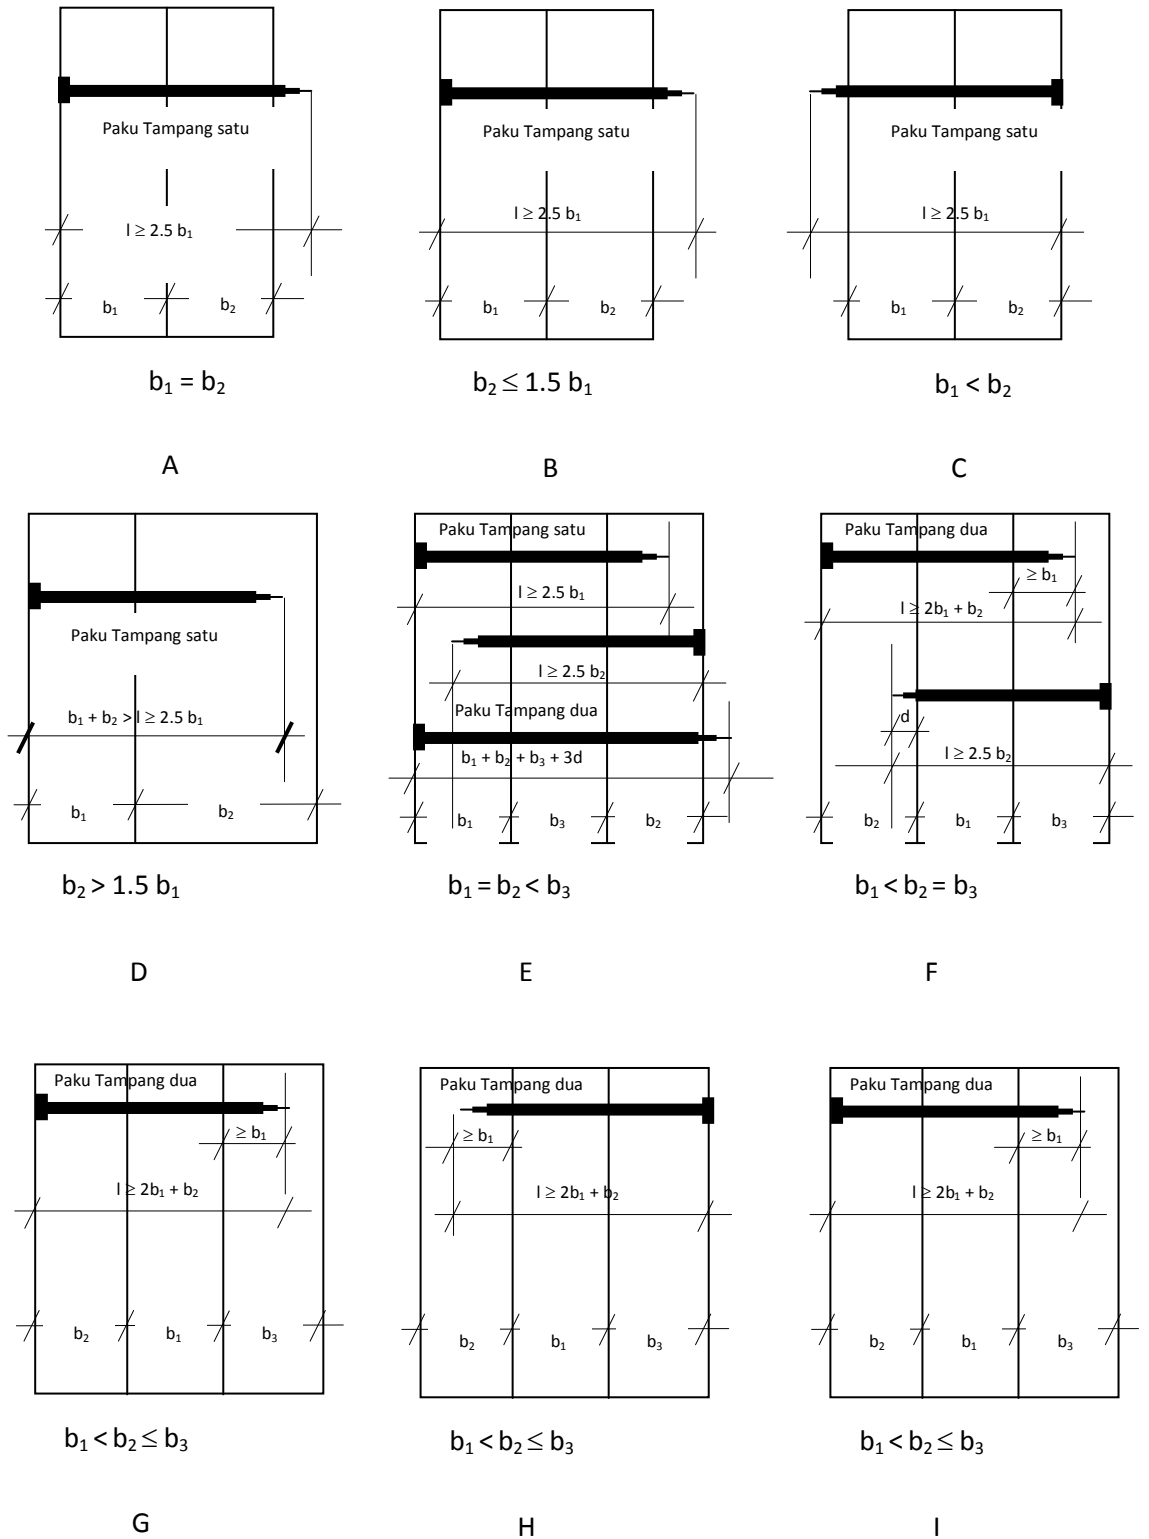 Paku Tampang satu
l ≥ 2.5 b₁
b₁ b₂
b₁ = b₂
A
Paku Tampang satu
l ≥ 2.5 b₁
b₁ b₂
b₂ ≤ 1.5 b₁
B
Paku Tampang satu
l ≥ 2.5 b₁
b₁ b₂
b₁ < b₂
C
Paku Tampang satu
b₁ + b₂ > l ≥ 2.5 b₁
b₁ b₂
b₂ > 1.5 b₁
D
Paku Tampang satu
l ≥ 2.5 b₁
l ≥ 2.5 b₂
Paku Tampang dua
b₁ + b₂ + b₃ + 3d
b₁ b₃ b₂
b₁ = b₂ < b₃
E
Paku Tampang dua
≥ b₁
l ≥ 2b₁ + b₂
d
l ≥ 2.5 b₂
b₂ b₁ b₃
b₁ < b₂ = b₃
F
Paku Tampang dua
≥ b₁
l ≥ 2b₁ + b₂
b₂ b₁ b₃
b₁ < b₂ ≤ b₃
G
Paku Tampang dua
≥ b₁
l ≥ 2b₁ + b₂
b₂ b₁ b₃
b₁ < b₂ ≤ b₃
H
Paku Tampang dua
≥ b₁
l ≥ 2b₁ + b₂
b₂ b₁ b₃
b₁ < b₂ ≤ b₃
I